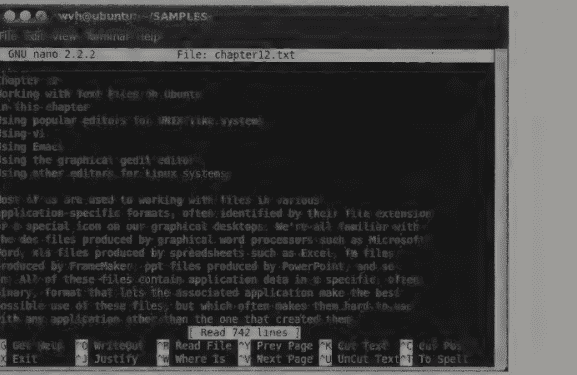 wvh@ubuntu: ~/SAMPLES
File Edit View Terminal Help
GNU nano 2.2.2 File: chapter12.txt
Chapter 12
Working with Text Files on Ubuntu
In this chapter
Using popular editors for UNIX-like systems
Using vi
Using Emacs
Using the graphical gedit editor
Using other editors for Linux systems
Most of us are used to working with files in various
application-specific formats, often identified by their file extension
or a special icon on our graphical desktops. We're all familiar with
the doc files produced by graphical word processers such as Microsoft
Word, xls files produced by spreadsheets such as Excel, fm files
produced by FrameMaker, ppt files produced by PowerPoint, and so
on. All of these files contain application data in a specific, often
binary, format that lets the associated application make the best
possible use of these files, but which often makes them hard to use
with any application other than the one that created them.
[ Read 742 lines ]
^G Get Help ^O WriteOut ^R Read File ^Y Prev Page ^K Cut Text ^C Cur Pos
^X Exit ^J Justify ^W Where Is ^V Next Page ^U UnCut Text ^T To Spell